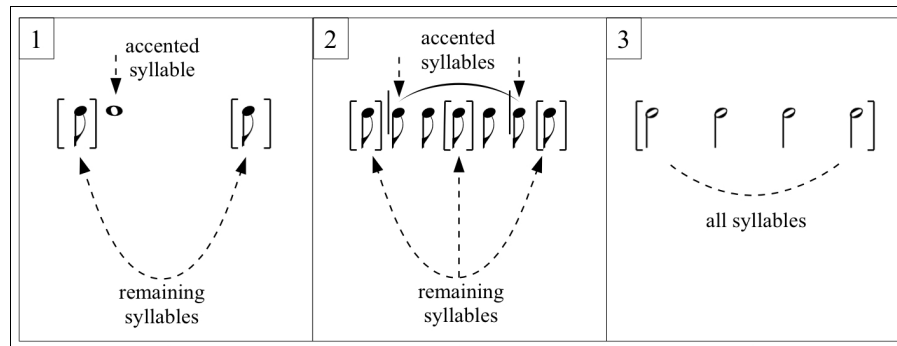 1
accented
syllable
remaining
syllables
2
accented
syllables
remaining
syllables
3
all syllables